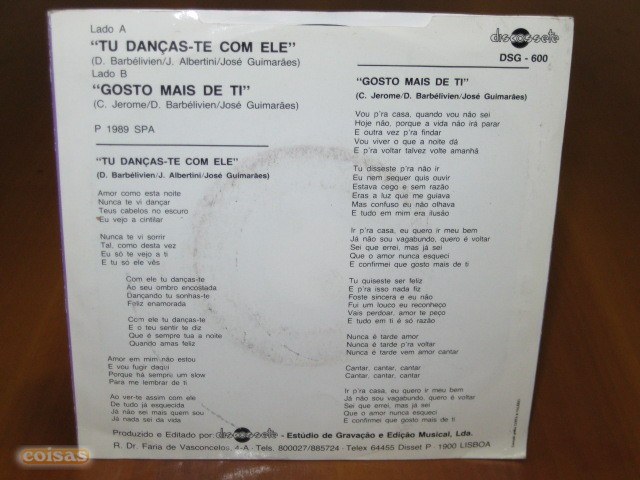 Lado A
"TU DANÇAS-TE COM ELE"
(D. Barbélivien/J. Albertini/José Guimarães)
Lado B
"GOSTO MAIS DE TI"
(C. Jerome/D. Barbélivien/José Guimarães)
P 1989 SPA
"TU DANÇAS-TE COM ELE"
(D. Barbélivien/J. Albertini/José Guimarães)
Amor como esta noite
Nunca te vi dançar
Teus cabelos no escuro
Eu vejo a cintilar
Nunca te vi sorrir
Tal, como desta vez
Eu só te vejo a ti
E tu só ele vês
Com ele tu danças-te
Ao seu ombro encostada
Dançando tu sonhas-te
Feliz enamorada
Com ele tu danças-te
E o teu sentir te diz
Que é sempre tua a noite
Quando amas feliz
Amor em mim não estou
E vou fugir daqui
Porque há sempre um slow
Para me lembrar de ti
Ao ver-te assim com ele
De tudo já esquecida
Já não sei mais quem sou
Já nada sei da vida
discossete
DSG - 600
"GOSTO MAIS DE TI"
(C. Jerome/D. Barbélivien/José Guimarães)
Vou p'ra casa, quando vou não sei
Hoje não, porque a vida não irá parar
E outra vez p'ra findar
Vou viver o que a noite dá
E p'ra voltar talvez volte amanhã
Tu disseste p'ra não ir
Eu nem sequer quis ouvir
Estava cego e sem razão
Eras a luz que me guiava
Mas confuso eu não olhava
E tudo em mim era ilusão
Ir p'ra casa, eu quero ir meu bem
Já não sou vagabundo, quero é voltar
Sei que errei, mas já sei
Que o amor nunca esqueci
E confirmei que gosto mais de ti
Tu quiseste ser feliz
E p'ra isso nada fiz
Foste sincera e eu não
Fui um louco eu reconheço
Vais perdoar, amor te peço
E tudo em ti é só razão
Nunca é tarde amar
Nunca é tarde p'ra voltar
Nunca é tarde vem amor cantar
Cantar, cantar, cantar
Cantar, cantar, cantar
Ir p'ra casa, eu quero ir meu bem
Já não sou vagabundo, quero é voltar
Sei que errei, mas já sei
Que o amor nunca esqueci
E confirmei que gosto mais de ti
Produzido e Editado por: discossete - Estúdio de Gravação e Edição Musical, Lda.
R. Dr. Faria de Vasconcelos, 4-A - Tels. 800027/885724 - Telex 64455 Disset P - 1900 LISBOA
coisas